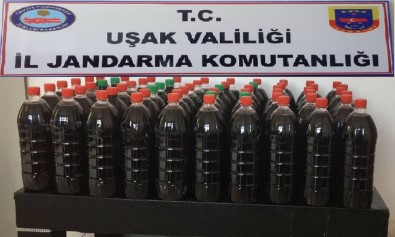 T.C.
UŞAK VALİLİĞİ
İL JANDARMA KOMUTANLIĞI